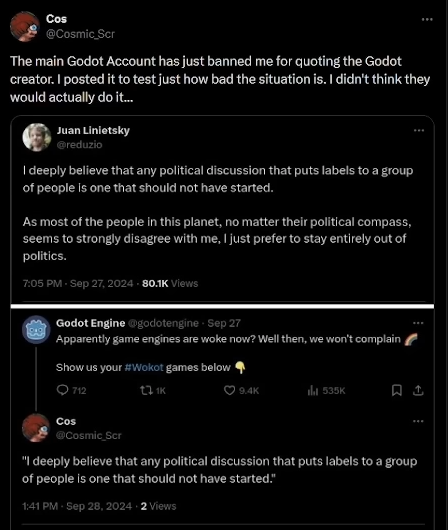 Cos
@Cosmic_Scr
The main Godot Account has just banned me for quoting the Godot
creator. I posted it to test just how bad the situation is. I didn't think they
would actually do it...
Juan Linietsky
@reduzio
I deeply believe that any political discussion that puts labels to a group
of people is one that should not have started.
As most of the people in this planet, no matter their political compass,
seems to strongly disagree with me, I just prefer to stay entirely out of
politics.
7:05 PM · Sep 27, 2024 · 80.1K Views
Godot Engine @godotengine · Sep 27
Apparently game engines are woke now? Well then, we won't complain 🌈
Show us your #Wokot games below 👇
712 1K 9.4K 535K
Cos
@Cosmic_Scr
"I deeply believe that any political discussion that puts labels to a group
of people is one that should not have started."
1:41 PM · Sep 28, 2024 · 2 Views